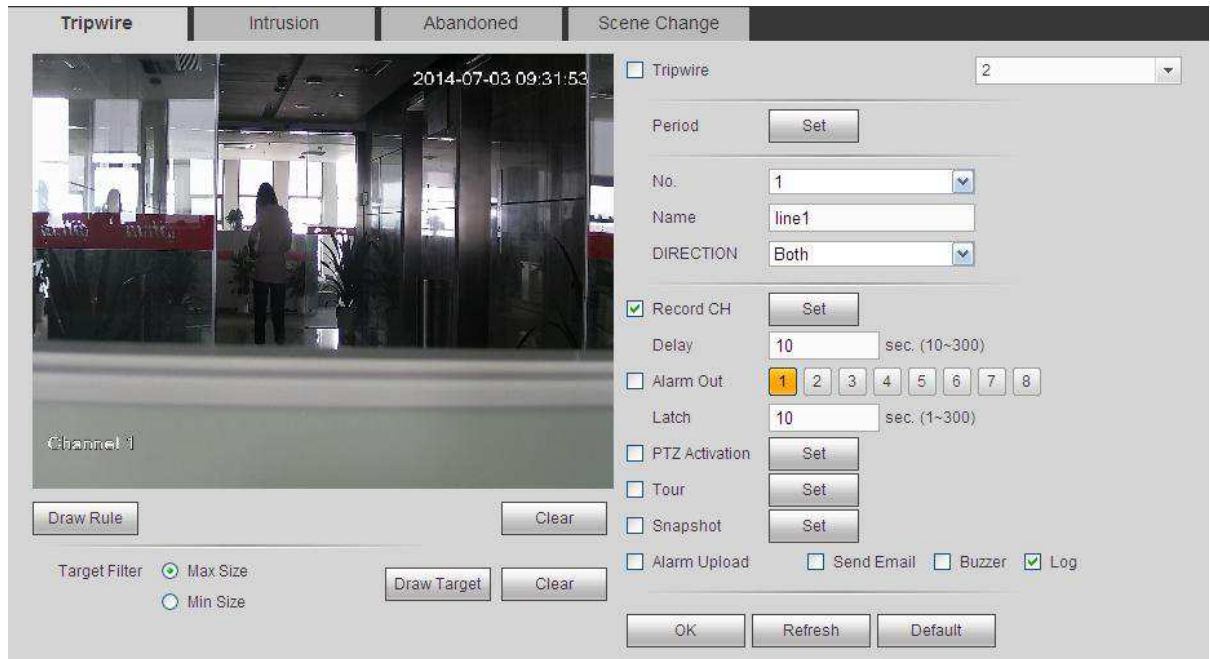 Tripwire Intrusion Abandoned Scene Change
2014-07-03 09:31:53
Channel 1
Draw Rule Clear
Target Filter Max Size
Min Size
Draw Target Clear
Tripwire 2
Period Set
No. 1
Name line1
DIRECTION Both
Record CH Set
Delay 10 sec. (10~300)
Alarm Out 1 2 3 4 5 6 7 8
Latch 10 sec. (1~300)
PTZ Activation Set
Tour Set
Snapshot Set
Alarm Upload Send Email Buzzer Log
OK Refresh Default